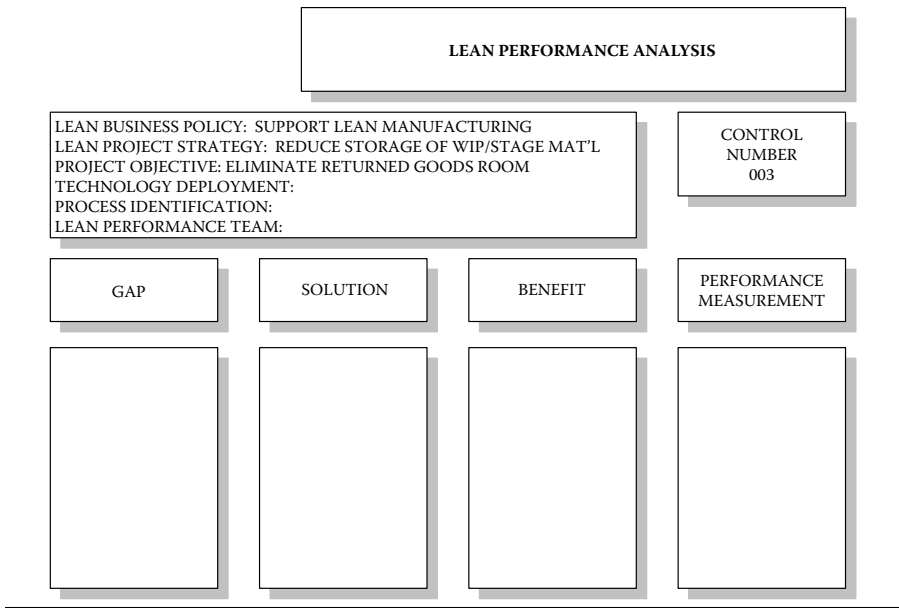 LEAN PERFORMANCE ANALYSIS
LEAN BUSINESS POLICY: SUPPORT LEAN MANUFACTURING
LEAN PROJECT STRATEGY: REDUCE STORAGE OF WIP/STAGE MAT'L
PROJECT OBJECTIVE: ELIMINATE RETURNED GOODS ROOM
TECHNOLOGY DEPLOYMENT:
PROCESS IDENTIFICATION:
LEAN PERFORMANCE TEAM:
CONTROL
NUMBER
003
GAP
SOLUTION
BENEFIT
PERFORMANCE
MEASUREMENT